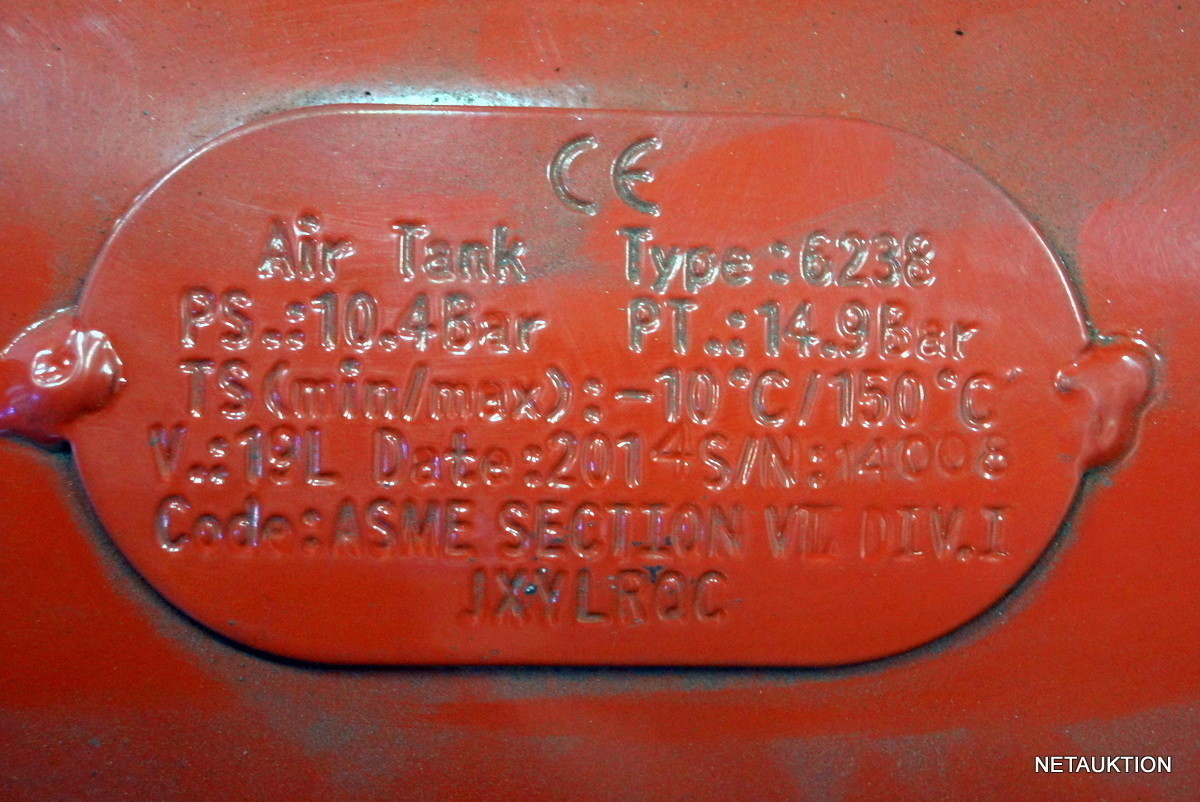 CE
Air Tank Type:6238
PS.:10.4Bar PT.:14.9Bar
TS(min/max):-10°C/150°C
V.:19L Date:2014 S/N:14008
Code:ASME SECTION VII DIV.I
JXYLRQC
NETAUKTION